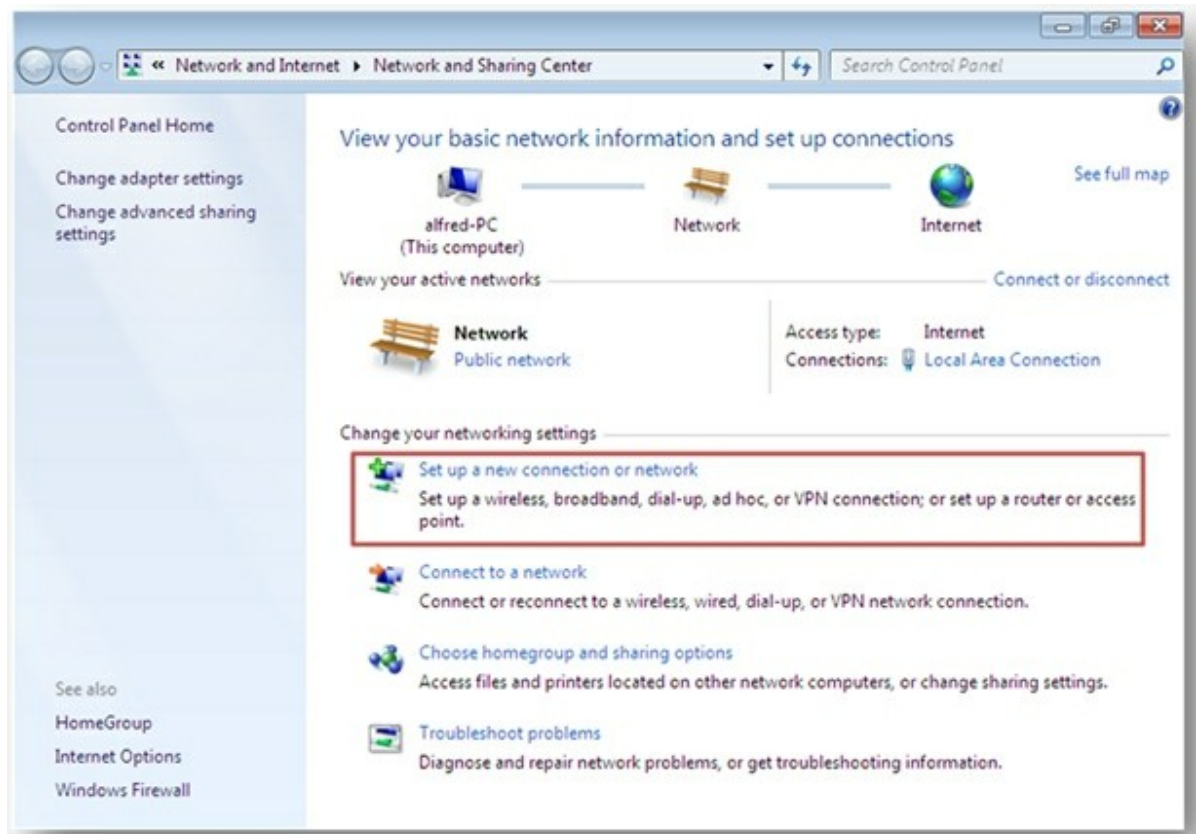 « Network and Internet ▸ Network and Sharing Center
Search Control Panel
Control Panel Home
Change adapter settings
Change advanced sharing
settings
See also
HomeGroup
Internet Options
Windows Firewall
View your basic network information and set up connections
See full map
alfred-PC
(This computer)
Network
Internet
View your active networks
Connect or disconnect
Network
Public network
Access type: Internet
Connections: Local Area Connection
Change your networking settings
Set up a new connection or network
Set up a wireless, broadband, dial-up, ad hoc, or VPN connection; or set up a router or access
point.
Connect to a network
Connect or reconnect to a wireless, wired, dial-up, or VPN network connection.
Choose homegroup and sharing options
Access files and printers located on other network computers, or change sharing settings.
Troubleshoot problems
Diagnose and repair network problems, or get troubleshooting information.